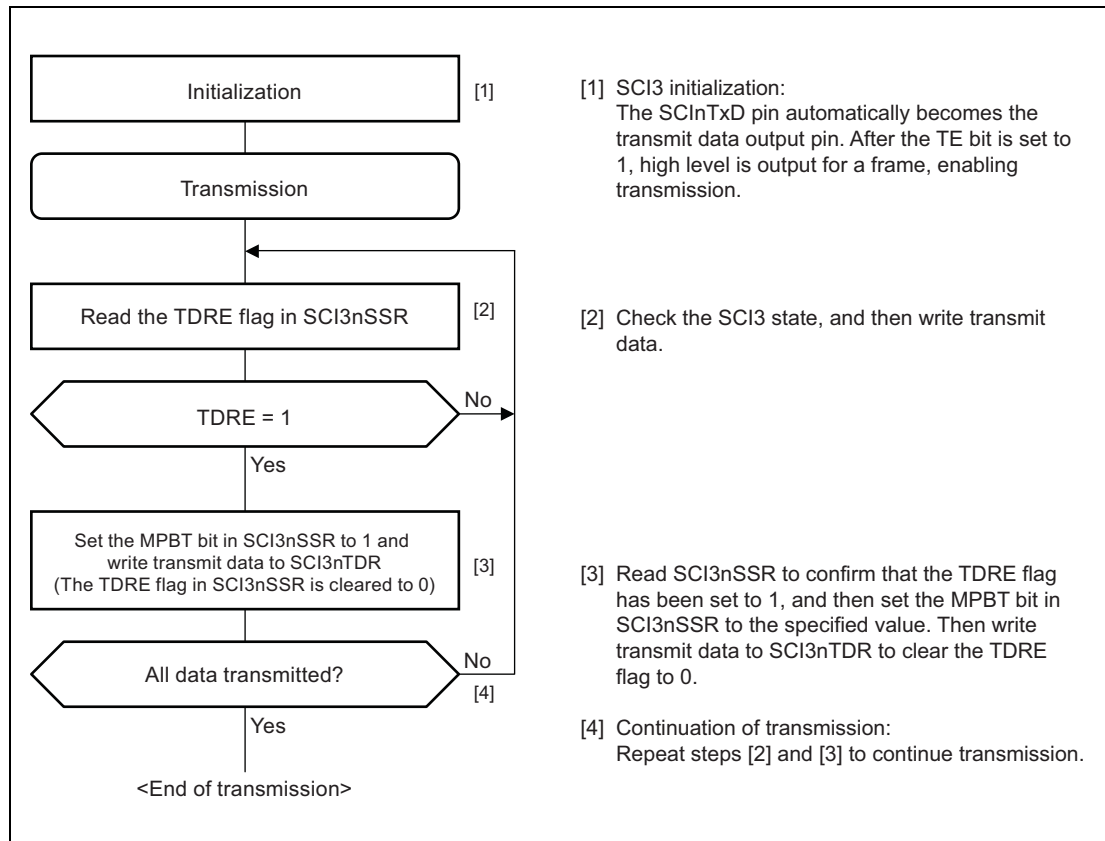 Initialization
[1]
[1] SCI3 initialization:
The SCInTxD pin automatically becomes the
transmit data output pin. After the TE bit is set to
1, high level is output for a frame, enabling
transmission.
Transmission
Read the TDRE flag in SCI3nSSR
[2]
[2] Check the SCI3 state, and then write transmit
data.
TDRE = 1
No
Yes
Set the MPBT bit in SCI3nSSR to 1 and
write transmit data to SCI3nTDR
(The TDRE flag in SCI3nSSR is cleared to 0)
[3]
[3] Read SCI3nSSR to confirm that the TDRE flag
has been set to 1, and then set the MPBT bit in
SCI3nSSR to the specified value. Then write
transmit data to SCI3nTDR to clear the TDRE
flag to 0.
All data transmitted?
No
[4]
Yes
[4] Continuation of transmission:
Repeat steps [2] and [3] to continue transmission.
<End of transmission>